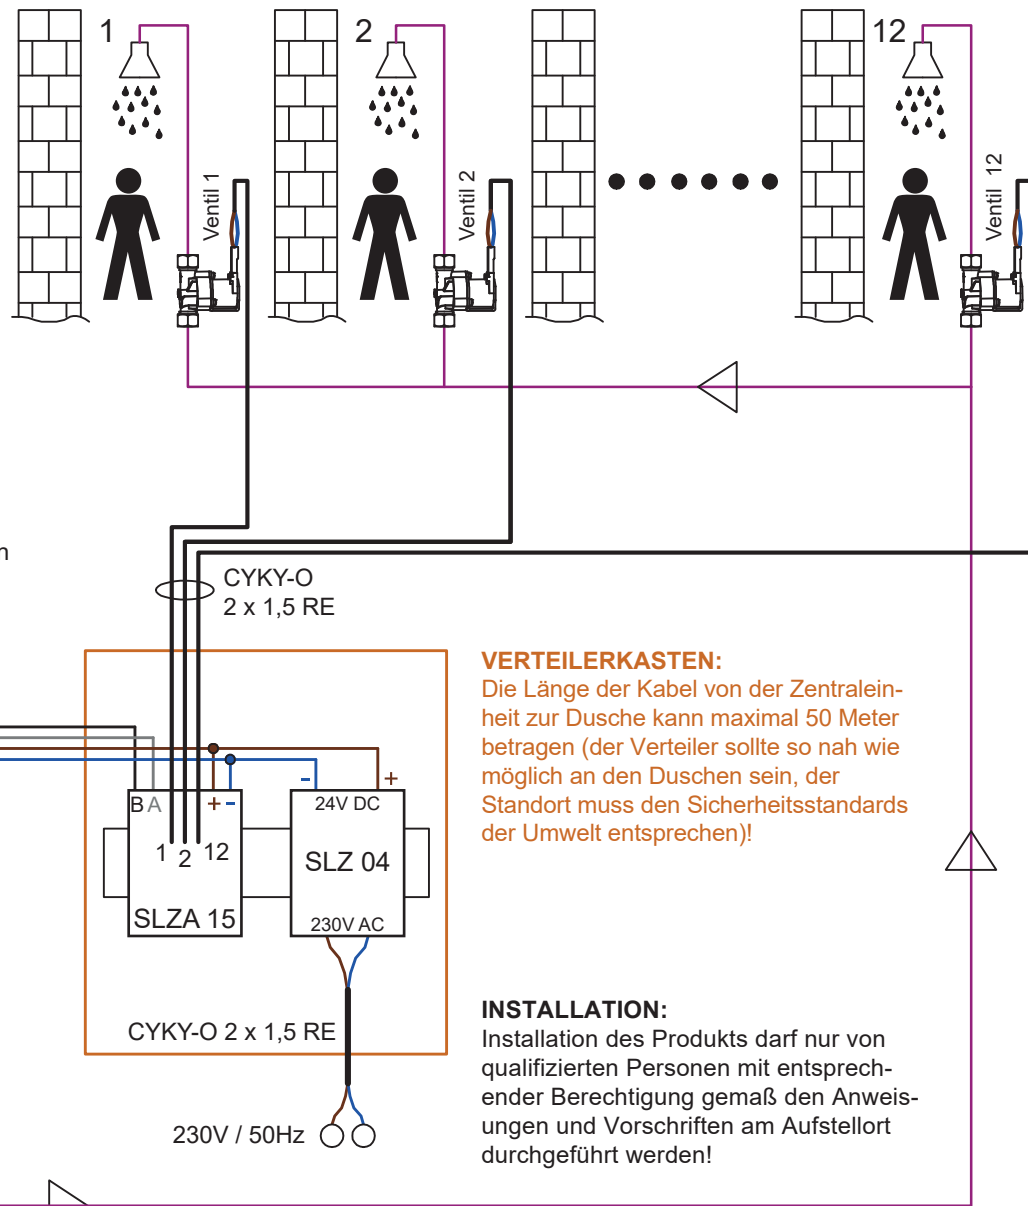 1
2
12
Ventil 1
Ventil 2
Ventil 12
n
CYKY-O
2 x 1,5 RE
VERTEILERKASTEN:
Die Länge der Kabel von der Zentralein-
heit zur Dusche kann maximal 50 Meter
betragen (der Verteiler sollte so nah wie
möglich an den Duschen sein, der
Standort muss den Sicherheitsstandards
der Umwelt entsprechen)!
B A + -
1 2 12
SLZA 15
- +
24V DC
SLZ 04
230V AC
CYKY-O 2 x 1,5 RE
230V / 50Hz
INSTALLATION:
Installation des Produkts darf nur von
qualifizierten Personen mit entsprech-
ender Berechtigung gemaß den Anweis-
ungen und Vorschriften am Aufstellort
durchgeführt werden!